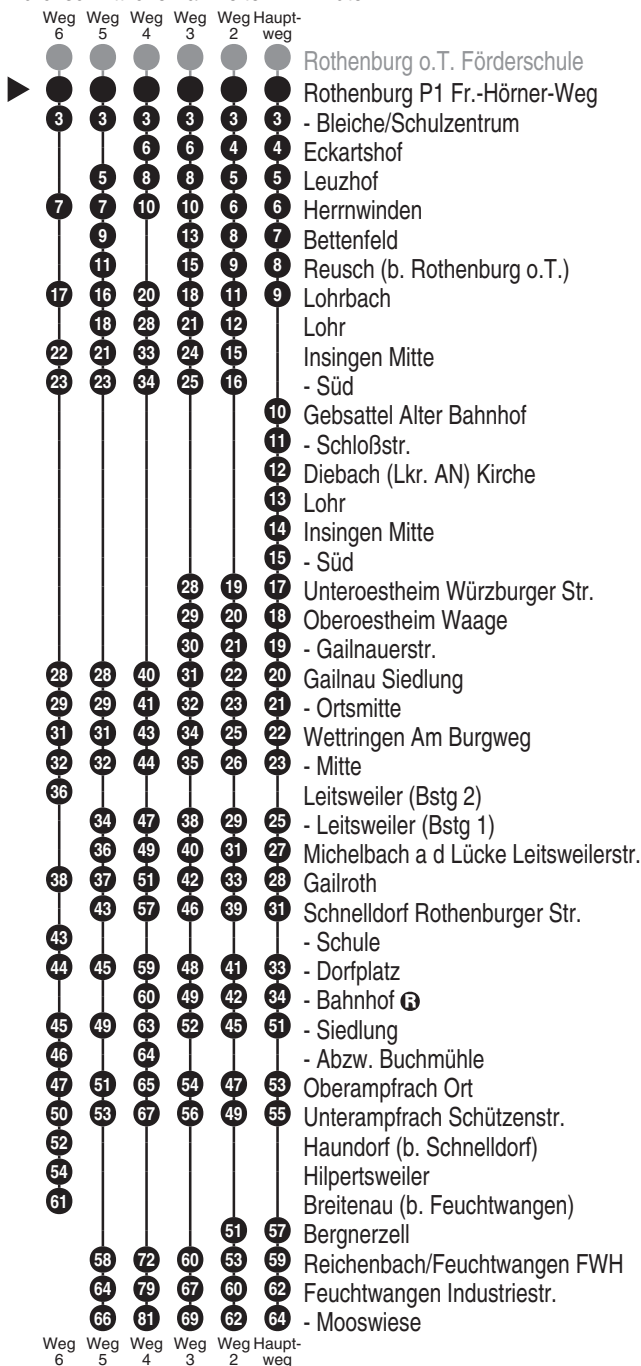 Weg Weg Weg Weg Weg Haupt-
6 5 4 3 2 weg
Rothenburg o.T. Förderschule
Rothenburg P1 Fr.-Hörner-Weg
3 3 3 3 3 3 - Bleiche/Schulzentrum
6 6 4 4 Eckartshof
5 8 8 5 5 Leuzhof
7 7 10 10 6 6 Herrnwinden
9 13 8 7 Bettenfeld
11 15 9 8 Reusch (b. Rothenburg o.T.)
17 16 20 18 11 9 Lohrbach
18 28 21 12 Lohr
22 21 33 24 15 Insingen Mitte
23 23 34 25 16 - Süd
10 Gebsattel Alter Bahnhof
11 - Schloßstr.
12 Diebach (Lkr. AN) Kirche
13 Lohr
14 Insingen Mitte
15 - Süd
28 19 17 Unteroestheim Würzburger Str.
29 20 18 Oberoestheim Waage
30 21 19 - Gailnauerstr.
28 28 40 31 22 20 Gailnau Siedlung
29 29 41 32 23 21 - Ortsmitte
31 31 43 34 25 22 Wettringen Am Burgweg
32 32 44 35 26 23 - Mitte
36 Leitsweiler (Bstg 2)
34 47 38 29 25 - Leitsweiler (Bstg 1)
36 49 40 31 27 Michelbach a d Lücke Leitsweilerstr.
38 37 51 42 33 28 Gailroth
43 57 46 39 31 Schnelldorf Rothenburger Str.
43 - Schule
44 45 59 48 41 33 - Dorfplatz
60 49 42 34 - Bahnhof R
45 49 63 52 45 51 - Siedlung
46 64 - Abzw. Buchmühle
47 51 65 54 47 53 Oberampfrach Ort
50 53 67 56 49 55 Unterampfrach Schützenstr.
52 Haundorf (b. Schnelldorf)
54 Hilpertsweiler
61 Breitenau (b. Feuchtwangen)
51 57 Bergnerzell
58 72 60 53 59 Reichenbach/Feuchtwangen FWH
64 79 67 60 62 Feuchtwangen Industriestr.
66 81 69 62 64 - Mooswiese
Weg Weg Weg Weg Weg Haupt-
6 5 4 3 2 weg